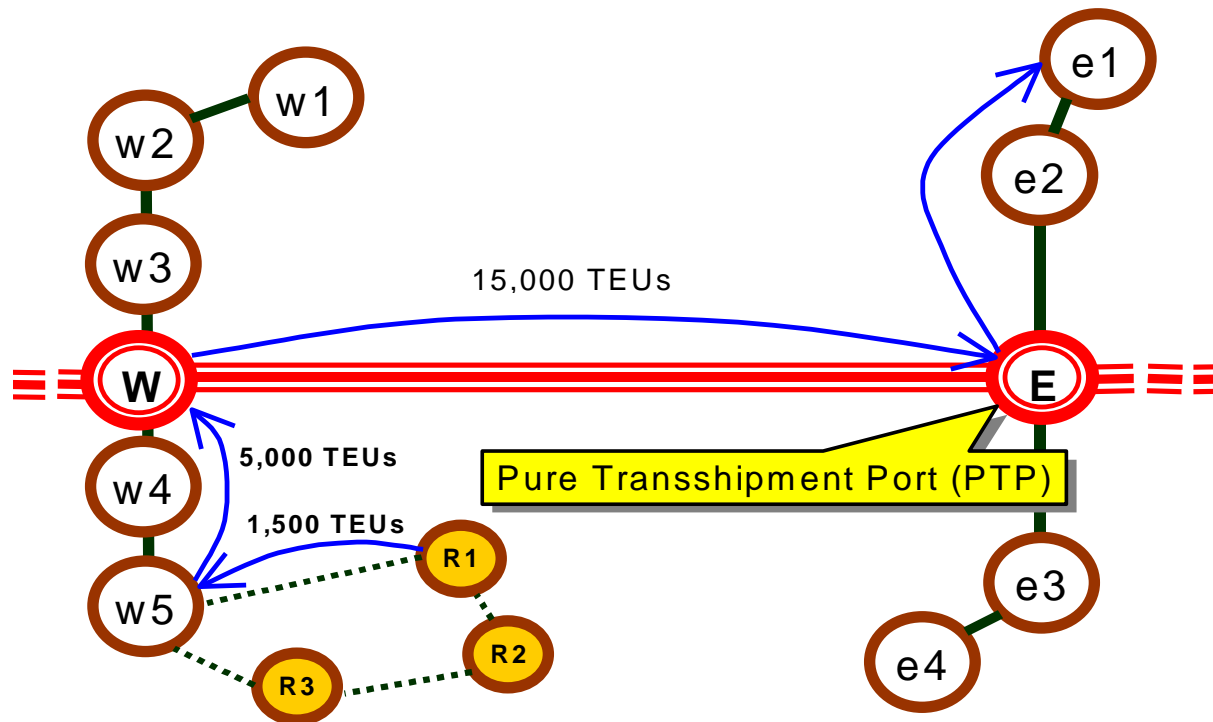 e1
w1
w2
e2
w3
15,000 TEUs
W
E
5,000 TEUs
Pure Transshipment Port (PTP)
w4
1,500 TEUs
R1
e3
w5
R2
e4
R3